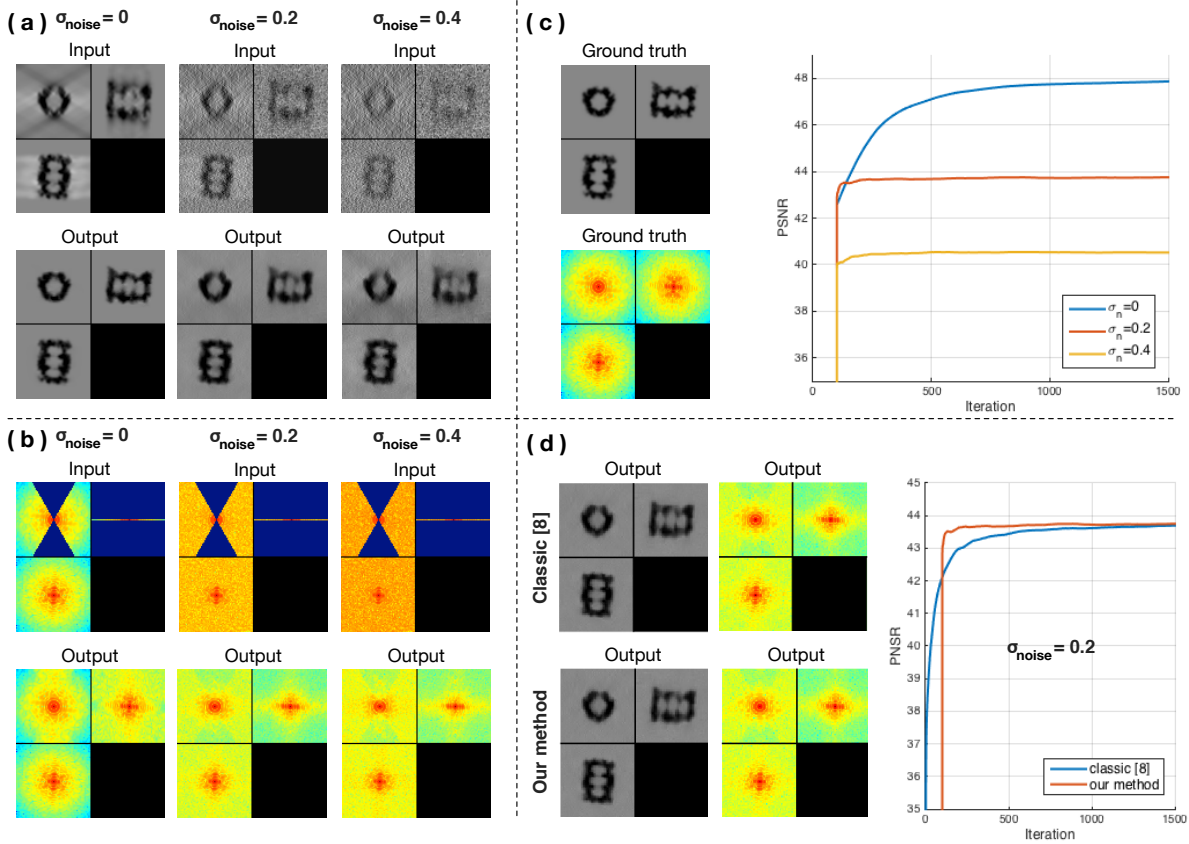 ( a )
σnoise = 0
σnoise = 0.2
σnoise = 0.4
Input
Input
Input
Output
Output
Output
( c )
Ground truth
Ground truth
48
46
44
42
40
38
36
PSNR
0
500
1000
1500
Iteration
σn=0
σn=0.2
σn=0.4
( b )
σnoise = 0
σnoise = 0.2
σnoise = 0.4
Input
Input
Input
Output
Output
Output
( d )
Output
Output
Classic [8]
Output
Output
Our method
45
44
43
42
41
40
39
38
37
36
35
PNSR
σnoise = 0.2
classic [8]
our method
0
500
1000
1500
Iteration